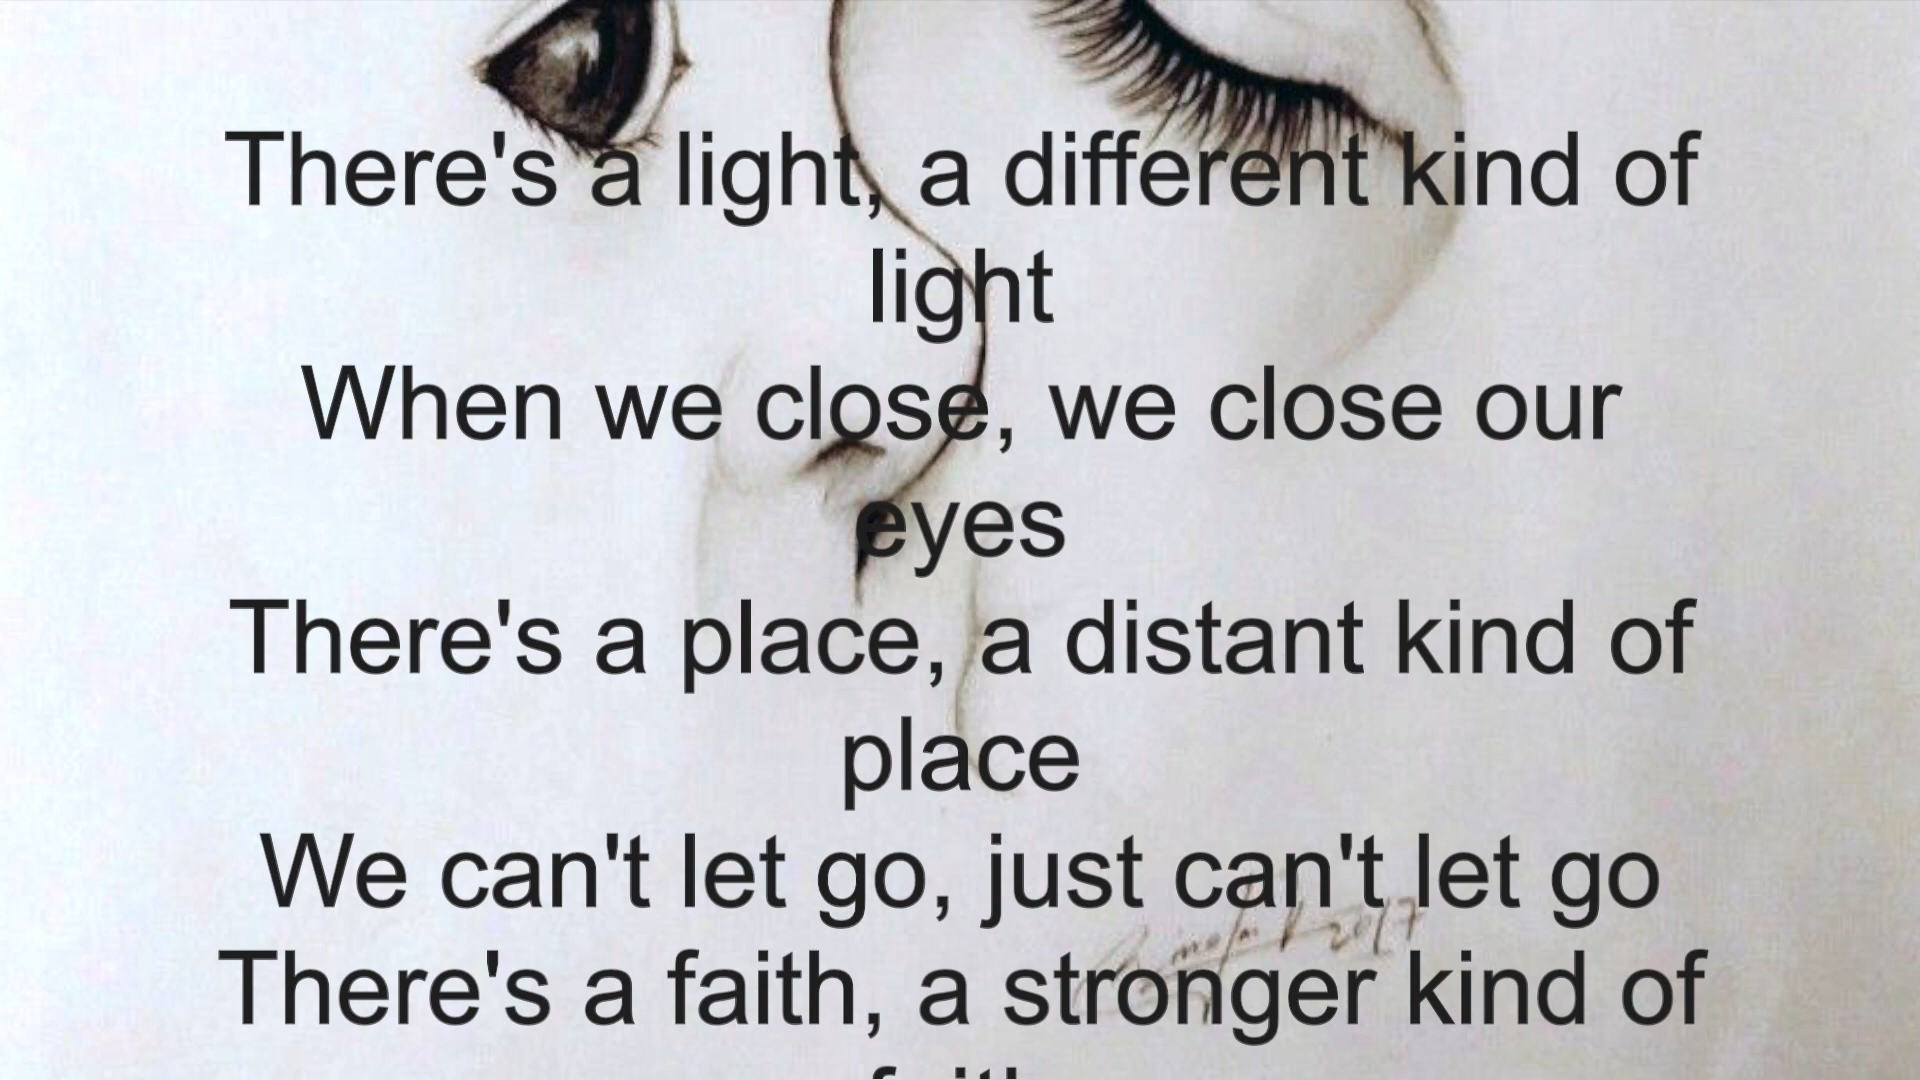 There's a light, a different kind of
light
When we close, we close our
eyes
There's a place, a distant kind of
place
We can't let go, just can't let go
2017
There's a faith, a stronger kind of